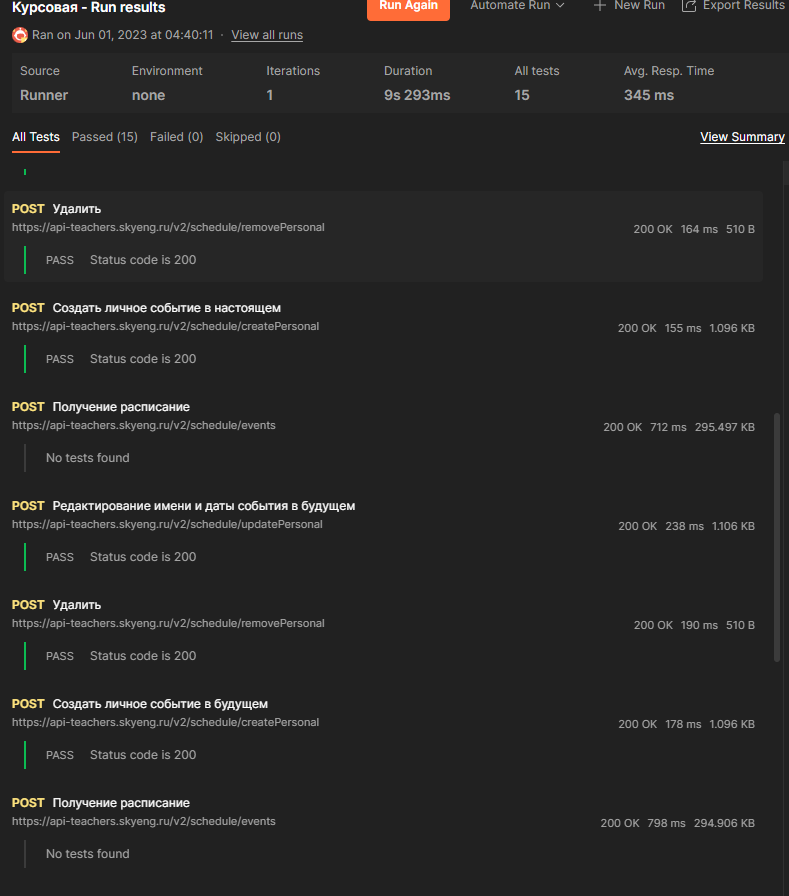 Курсовая - Run results
Run Again
Automate Run
New Run
Export Results
Ran on Jun 01, 2023 at 04:40:11 · View all runs
Source Environment Iterations Duration All tests Avg. Resp. Time
Runner none 1 9s 293ms 15 345 ms
All Tests Passed (15) Failed (0) Skipped (0) View Summary
POST Удалить
https://api-teachers.skyeng.ru/v2/schedule/removePersonal 200 OK 164 ms 510 B
PASS Status code is 200
POST Создать личное событие в настоящем
https://api-teachers.skyeng.ru/v2/schedule/createPersonal 200 OK 155 ms 1.096 KB
PASS Status code is 200
POST Получение расписание
https://api-teachers.skyeng.ru/v2/schedule/events 200 OK 712 ms 295.497 KB
No tests found
POST Редактирование имени и даты события в будущем
https://api-teachers.skyeng.ru/v2/schedule/updatePersonal 200 OK 238 ms 1.106 KB
PASS Status code is 200
POST Удалить
https://api-teachers.skyeng.ru/v2/schedule/removePersonal 200 OK 190 ms 510 B
PASS Status code is 200
POST Создать личное событие в будущем
https://api-teachers.skyeng.ru/v2/schedule/createPersonal 200 OK 178 ms 1.096 KB
PASS Status code is 200
POST Получение расписание
https://api-teachers.skyeng.ru/v2/schedule/events 200 OK 798 ms 294.906 KB
No tests found